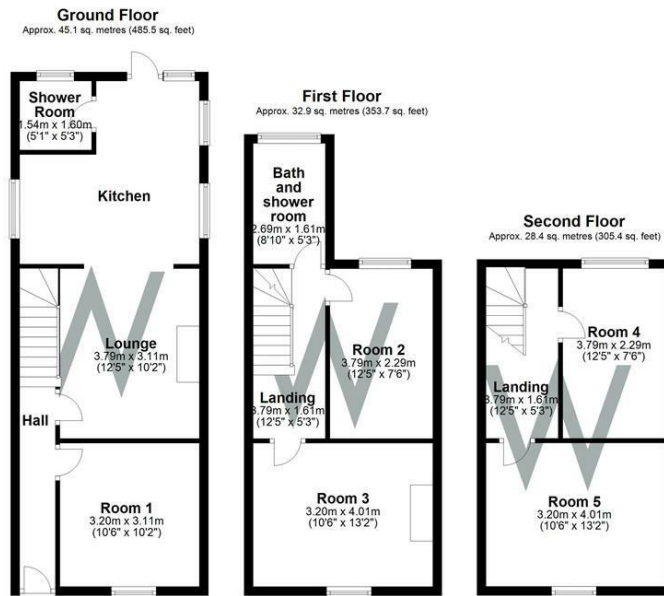 Ground Floor
Approx. 45.1 sq. metres (485.5 sq. feet)
Shower
Room
1.54m x 1.60m
(5'1" x 5'3")
Kitchen
Lounge
3.79m x 3.11m
(12'5" x 10'2")
Hall
Room 1
3.20m x 3.11m
(10'6" x 10'2")
First Floor
Approx. 32.9 sq. metres (353.7 sq. feet)
Bath
and
shower
room
2.69m x 1.61m
(8'10" x 5'3")
Room 2
3.79m x 2.29m
(12'5" x 7'6")
Landing
3.79m x 1.61m
(12'5" x 5'3")
Room 3
3.20m x 4.01m
(10'6" x 13'2")
Second Floor
Approx. 28.4 sq. metres (305.4 sq. feet)
Room 4
3.79m x 2.29m
(12'5" x 7'6")
Landing
3.79m x 1.61m
(12'5" x 5'3")
Room 5
3.20m x 4.01m
(10'6" x 13'2")
W
W